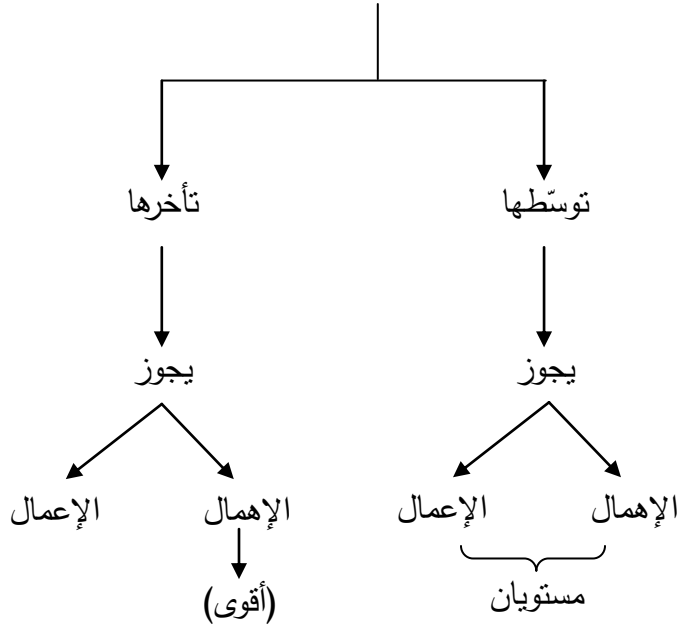 توسّطها
تأخرها
يجوز
يجوز
الإهمال
الإعمال
الإهمال
الإعمال
مستويان
(أقوى)